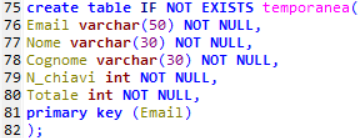 75 create table IF NOT EXISTS temporanea(
76 Email varchar(50) NOT NULL,
77 Nome varchar(30) NOT NULL,
78 Cognome varchar(30) NOT NULL,
79 N_chiavi int NOT NULL,
80 Totale int NOT NULL,
81 primary key (Email)
82 );